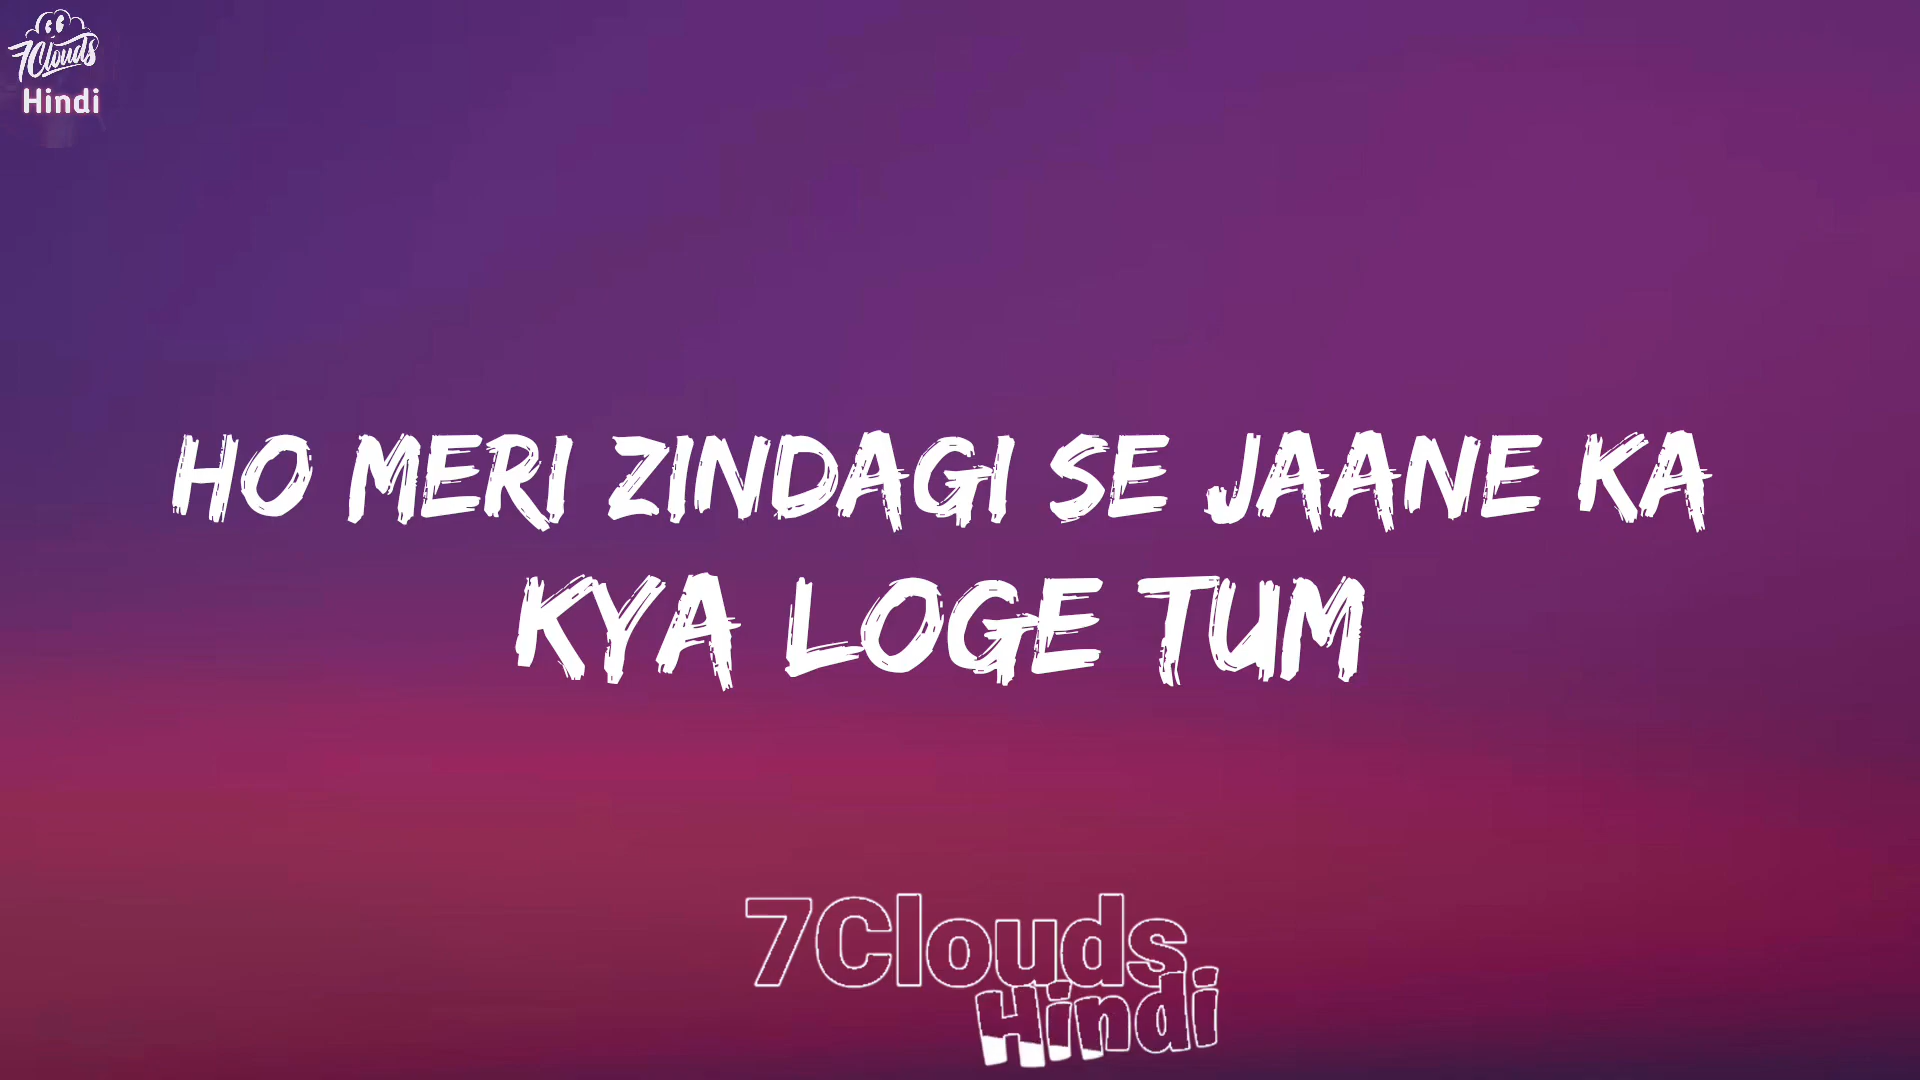 7Clouds
Hindi
HO MERI ZINDAGI SE JAANE KA
KYA LOGE TUM
7Clouds
Hindi